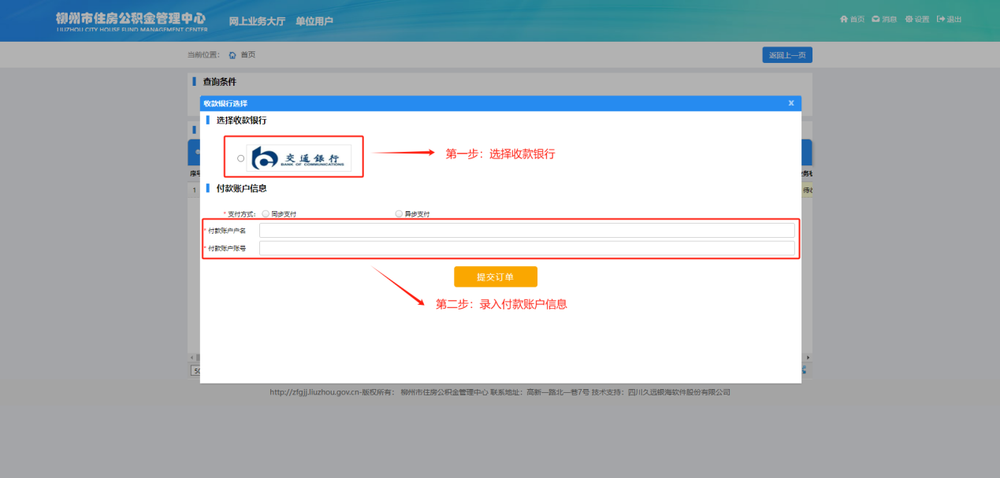 柳州市住房公积金管理中心 网上业务大厅 单位用户 首页 消息 设置 退出
LIUZHOU CITY HOUSE FUND MANAGEMENT CENTER
当前位置： 首页 返回上一页
查询条件
收款银行选择 X
选择收款银行
交通銀行
BANK OF COMMUNICATIONS
第一步：选择收款银行
序号
1
付款账户信息
* 支付方式： 同步支付 异步支付
* 付款账户户名
* 付款账户账号
提交订单
第二步：录入付款账户信息
http://zfgjj.liuzhou.gov.cn-版权所有： 柳州市住房公积金管理中心 联系地址：高新一路北一巷7号 技术支持：四川久远银海软件股份有限公司